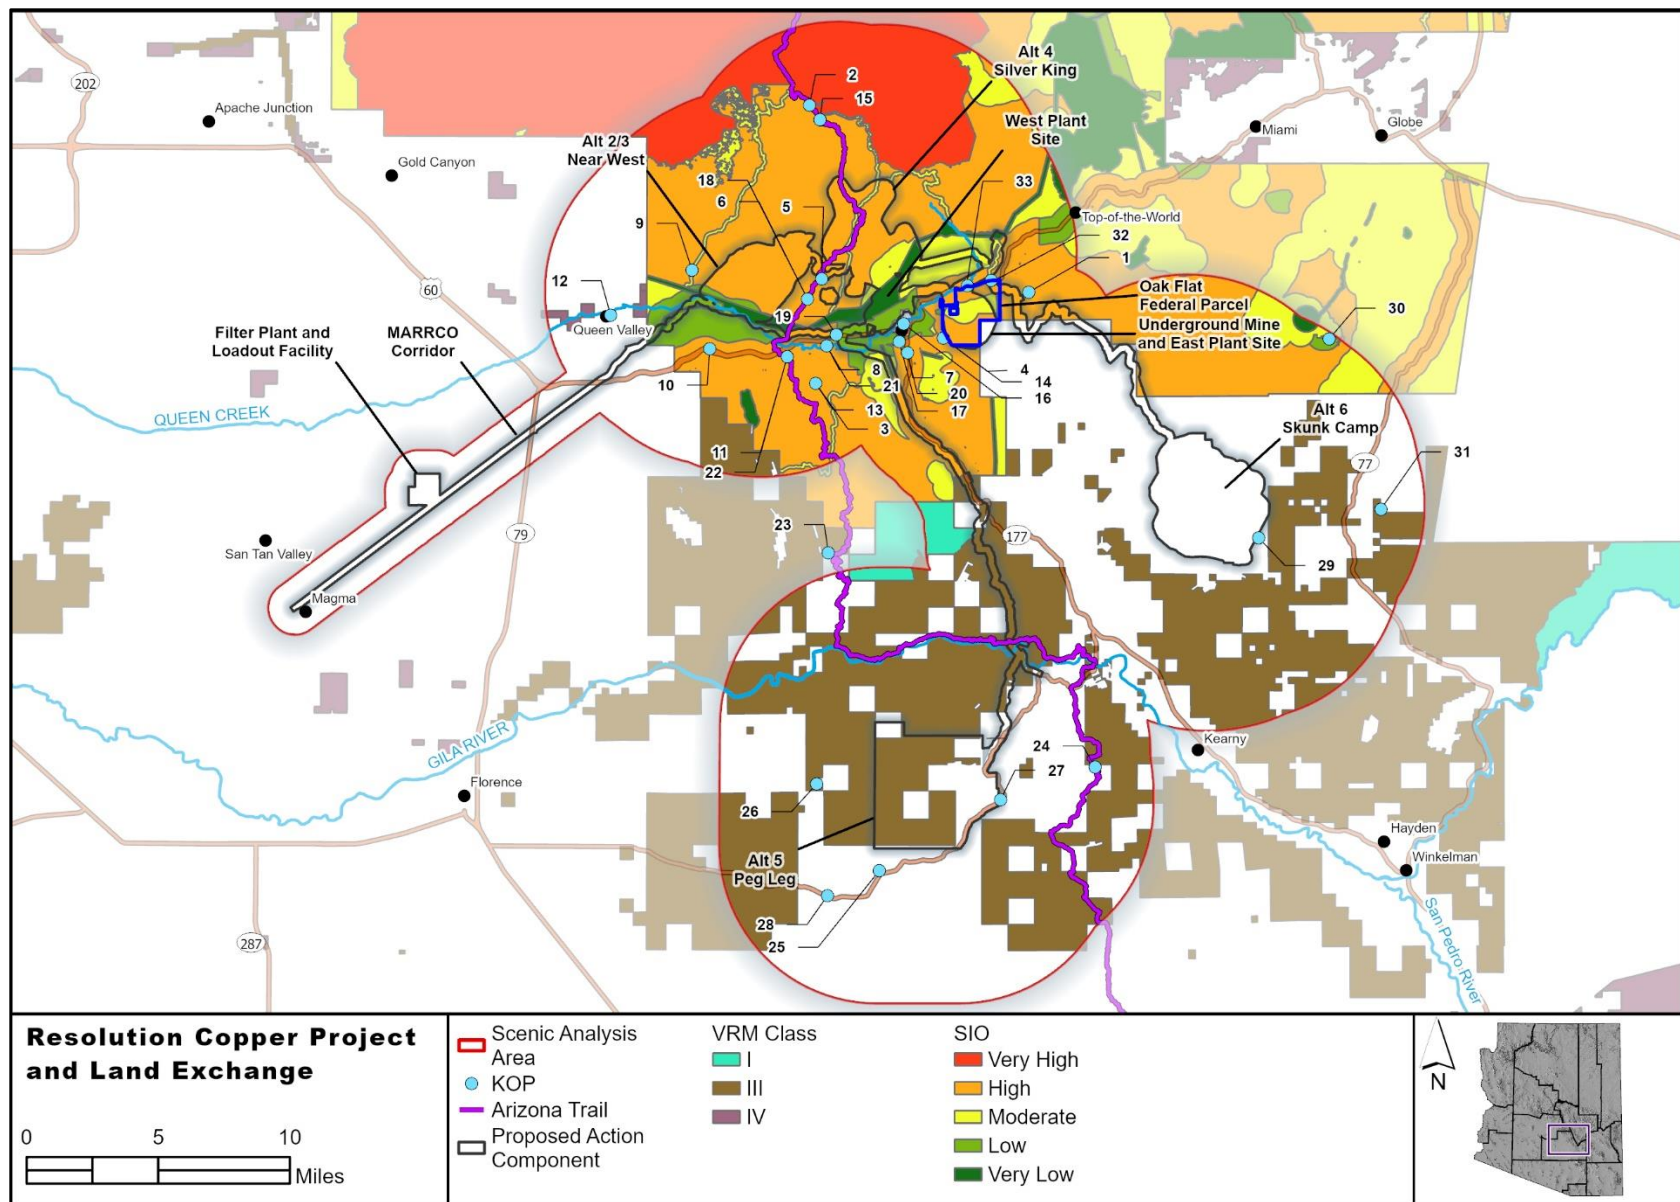 202
Apache Junction
Gold Canyon
Alt 2/3
Near West
2
15
Alt 4
Silver King
West Plant
Site
Miami
Globe
18
6
5
33
9
Top-of-the-World
32
12
1
60
Queen Valley
19
Oak Flat
Federal Parcel
30
Filter Plant and
Loadout Facility
MARRCO
Corridor
Underground Mine
and East Plant Site
10
8
7
4
21
20
14
16
QUEEN CREEK
13
17
3
Alt 6
Skunk Camp
11
22
77
31
23
79
177
San Tan Valley
29
Magma
GILA RIVER
24
27
Kearny
Florence
26
Alt 5
Peg Leg
Hayden
Winkelman
28
25
287
San Pedro River
Resolution Copper Project
and Land Exchange
0
5
10
Miles
Scenic Analysis
Area
KOP
Arizona Trail
Proposed Action
Component
VRM Class
I
III
IV
SIO
Very High
High
Moderate
Low
Very Low
N